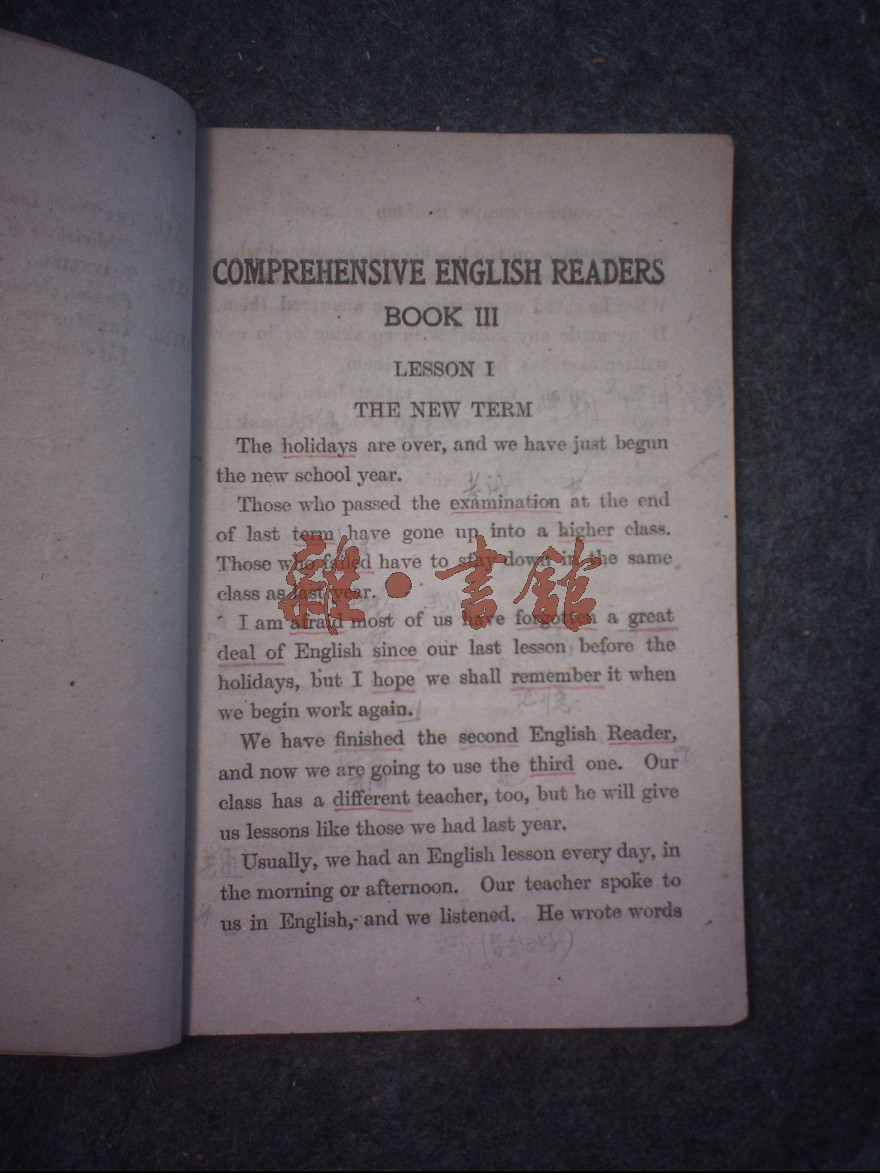 COMPREHENSIVE ENGLISH READERS
BOOK III
LESSON I
THE NEW TERM
The holidays are over, and we have just begun
the new school year.
考试
Those who passed the examination at the end
of last term have gone up into a higher class.
Those who failed have to stay down in the same
class as last year.
雜·書館
I am afraid most of us have forgotten a great
deal of English since our last lesson before the
holidays, but I hope we shall remember it when
we begin work again.
记忆
We have finished the second English Reader,
and now we are going to use the third one. Our
class has a different teacher, too, but he will give
us lessons like those we had last year.
Usually, we had an English lesson every day, in
the morning or afternoon. Our teacher spoke to
us in English, and we listened. He wrote words